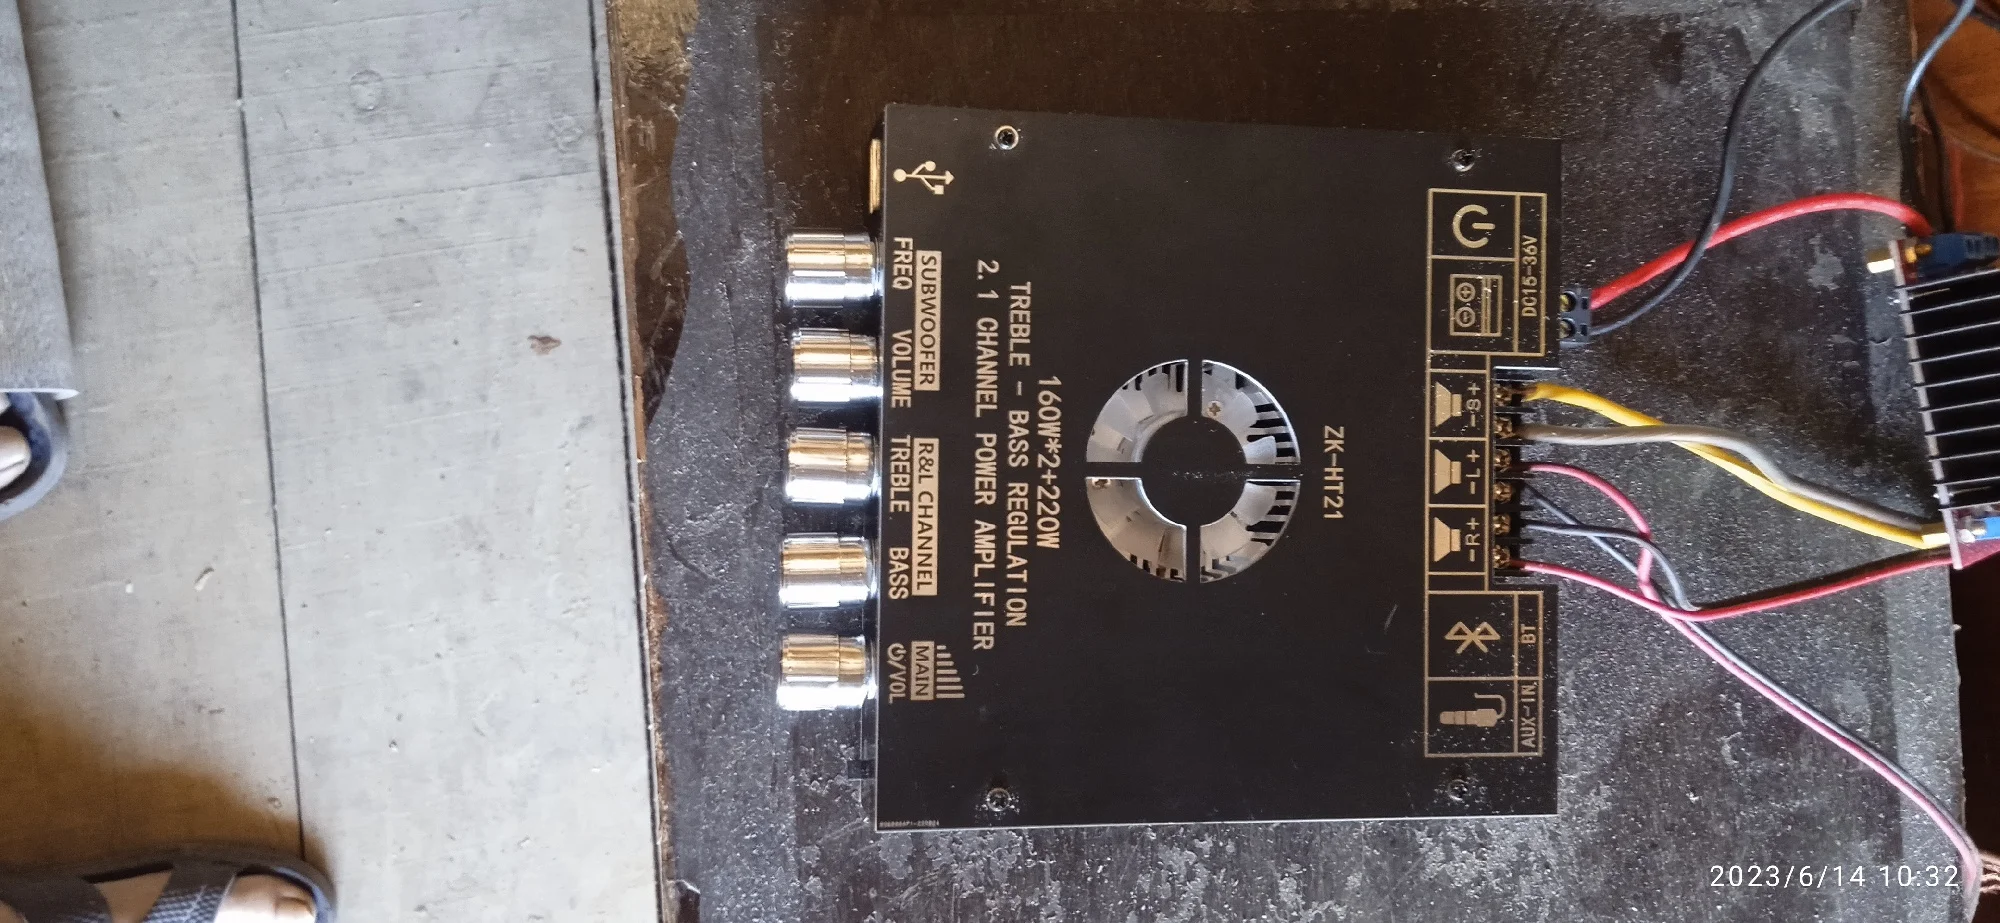 SUBWOOFER
FREQ VOLUME
R&L CHANNEL
TREBLE BASS
MAIN
/VOL
2.1 CHANNEL POWER AMPLIFIER
TREBLE - BASS REGULATION
160W*2+220W
ZK-HT21
DC15-36V
-S+
-L+
-R+
BT
AUX-IN
2023/6/14 10:32